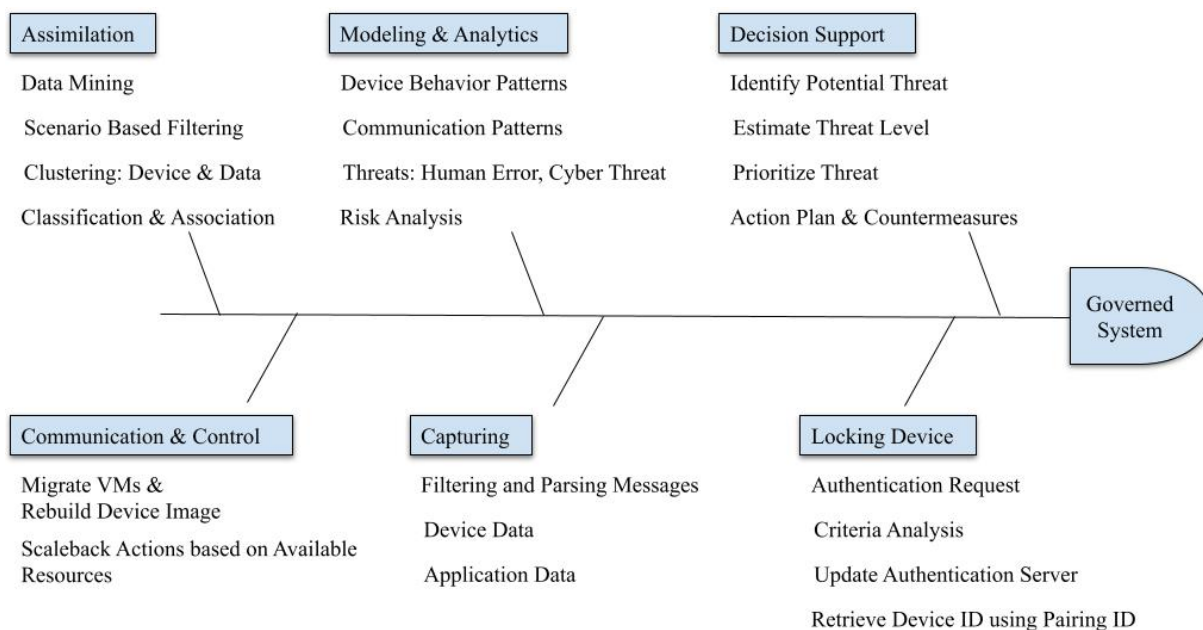 Assimilation
Data Mining
Scenario Based Filtering
Clustering: Device & Data
Classification & Association
Modeling & Analytics
Device Behavior Patterns
Communication Patterns
Threats: Human Error, Cyber Threat
Risk Analysis
Decision Support
Identify Potential Threat
Estimate Threat Level
Prioritize Threat
Action Plan & Countermeasures
Governed
System
Communication & Control
Migrate VMs &
Rebuild Device Image
Scaleback Actions based on Available
Resources
Capturing
Filtering and Parsing Messages
Device Data
Application Data
Locking Device
Authentication Request
Criteria Analysis
Update Authentication Server
Retrieve Device ID using Pairing ID